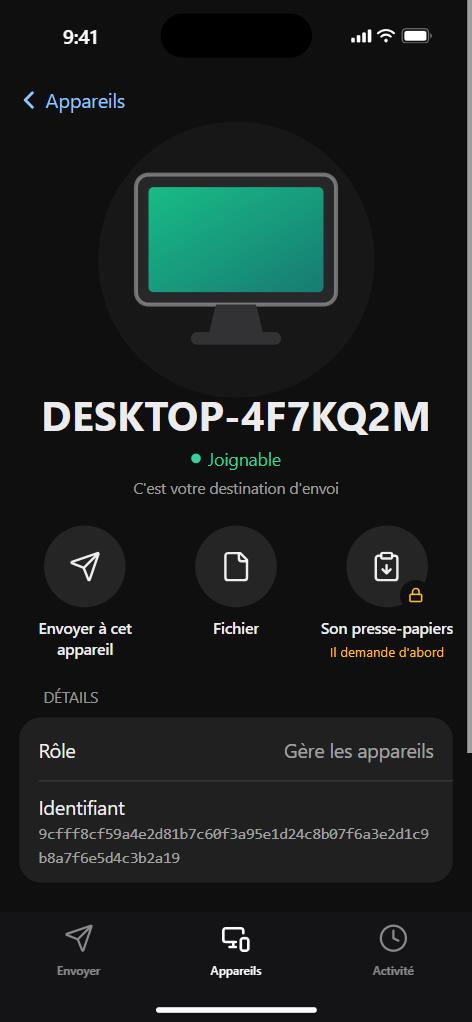 9:41
Appareils
DESKTOP-4F7KQ2M
Joignable
C'est votre destination d'envoi
Envoyer à cet
appareil
Fichier
Son presse-papiers
Il demande d'abord
DÉTAILS
Rôle
Gère les appareils
Identifiant
9cfff8cf59a4e2d81b7c60f3a95e1d24c8b07f6a3e2d1c9
b8a7f6e5d4c3b2a19
Envoyer
Appareils
Activité